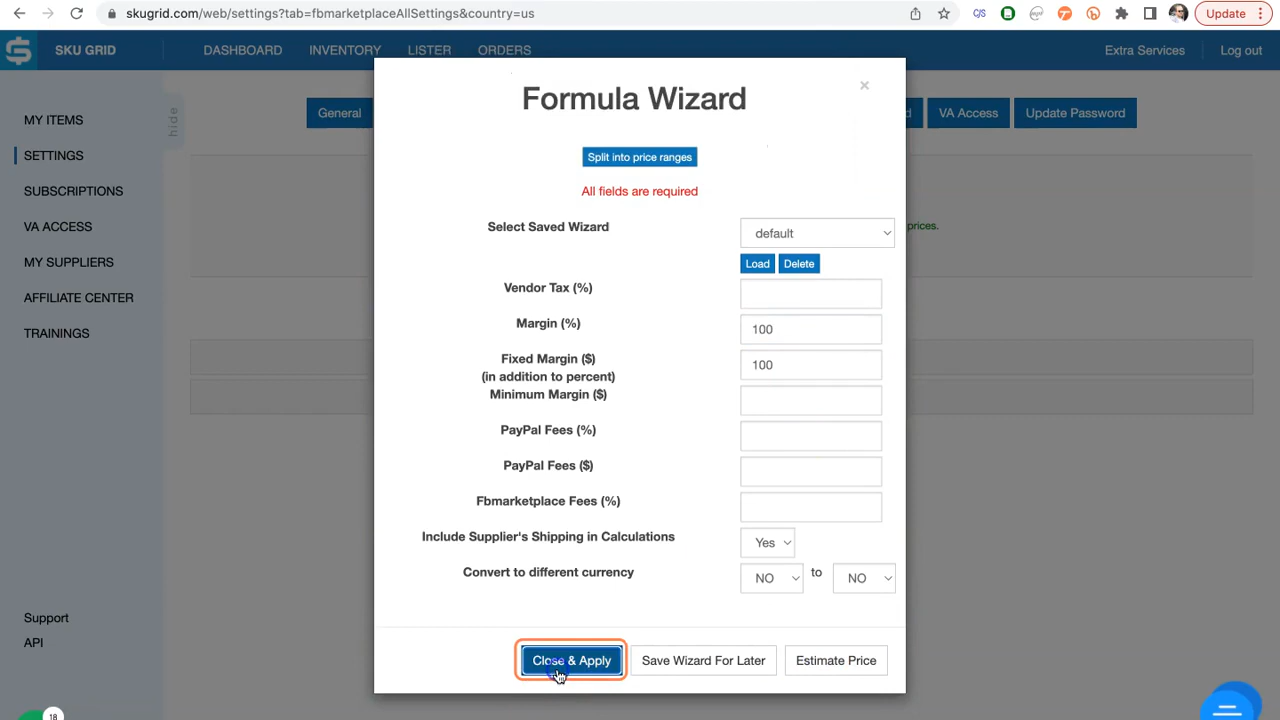 skugrid.com/web/settings?tab=fbmarketplaceAllSettings&country=us
Update
SKU GRID
DASHBOARD
INVENTORY
LISTER
ORDERS
Extra Services
Log out
MY ITEMS
SETTINGS
SUBSCRIPTIONS
VA ACCESS
MY SUPPLIERS
AFFILIATE CENTER
TRAININGS
Support
API
18
hide
General
VA Access
Update Password
prices.
Formula Wizard
×
Split into price ranges
All fields are required
Select Saved Wizard
default
Load
Delete
Vendor Tax (%)
Margin (%)
100
Fixed Margin ($)
(in addition to percent)
100
Minimum Margin ($)
PayPal Fees (%)
PayPal Fees ($)
Fbmarketplace Fees (%)
Include Supplier's Shipping in Calculations
Yes
Convert to different currency
NO
to
NO
Close & Apply
Save Wizard For Later
Estimate Price